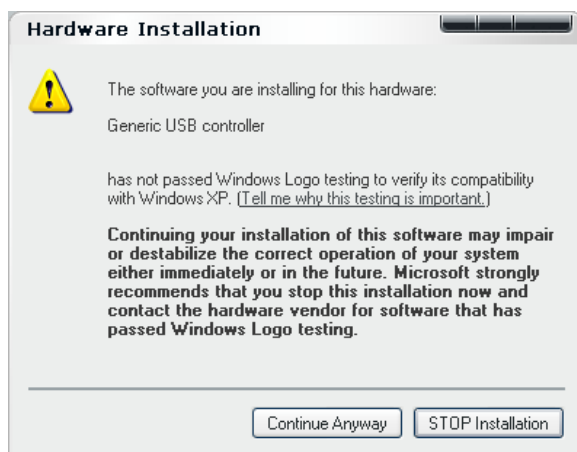 Hardware Installation
The software you are installing for this hardware:
Generic USB controller
has not passed Windows Logo testing to verify its compatibility
with Windows XP. (Tell me why this testing is important.)
Continuing your installation of this software may impair
or destabilize the correct operation of your system
either immediately or in the future. Microsoft strongly
recommends that you stop this installation now and
contact the hardware vendor for software that has
passed Windows Logo testing.
Continue Anyway
STOP Installation